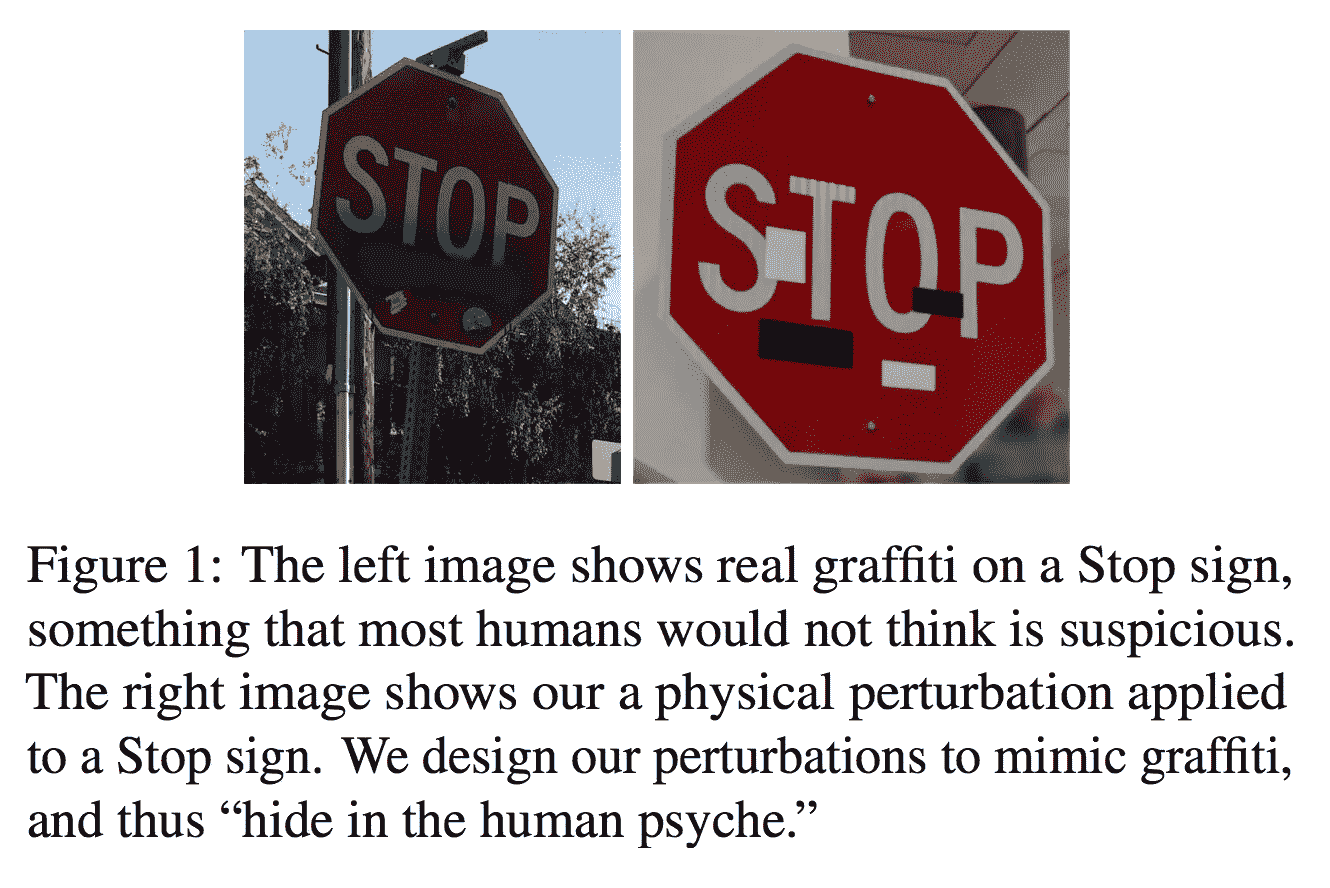 STOP
STOP
Figure 1: The left image shows real graffiti on a Stop sign,
something that most humans would not think is suspicious.
The right image shows our a physical perturbation applied
to a Stop sign. We design our perturbations to mimic graffiti,
and thus “hide in the human psyche.”